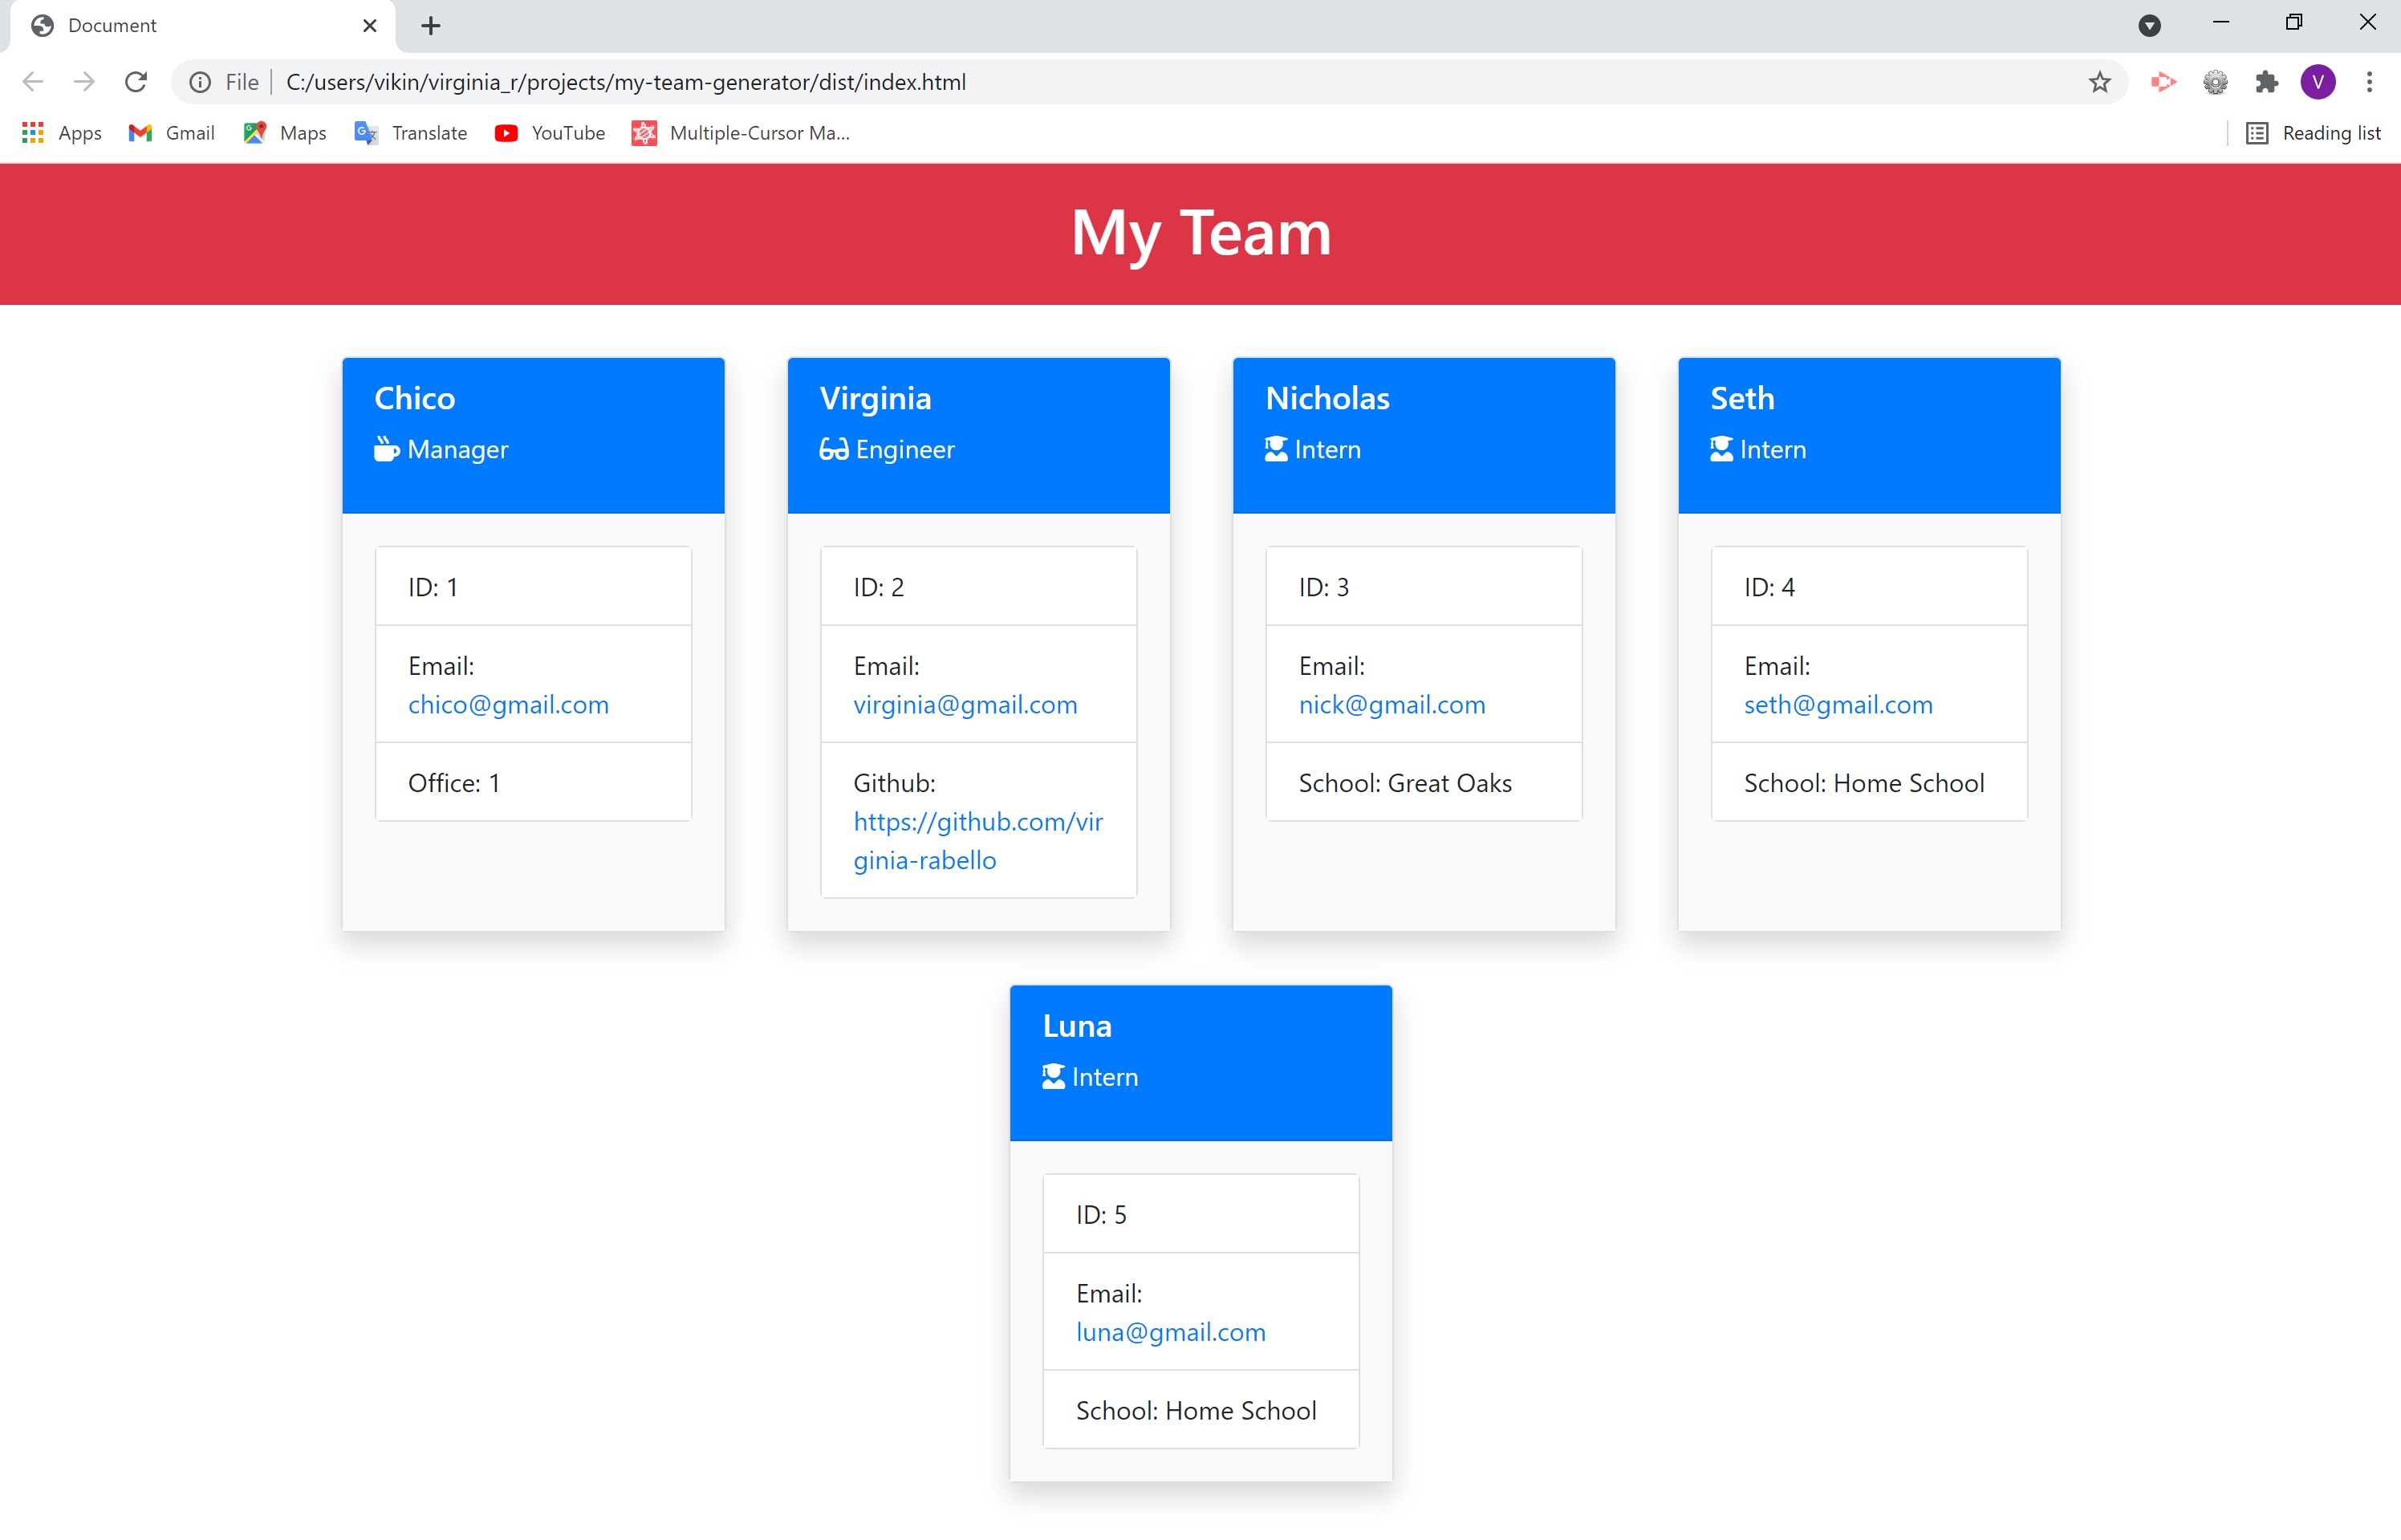 Document
File
C:/users/vikin/virginia_r/projects/my-team-generator/dist/index.html
V
Apps
Gmail
Maps
Translate
YouTube
Multiple-Cursor Ma...
Reading list
My Team
Chico
Manager
ID: 1
Email:
chico@gmail.com
Office: 1
Virginia
Engineer
ID: 2
Email:
virginia@gmail.com
Github:
https://github.com/vir
ginia-rabello
Nicholas
Intern
ID: 3
Email:
nick@gmail.com
School: Great Oaks
Seth
Intern
ID: 4
Email:
seth@gmail.com
School: Home School
Luna
Intern
ID: 5
Email:
luna@gmail.com
School: Home School